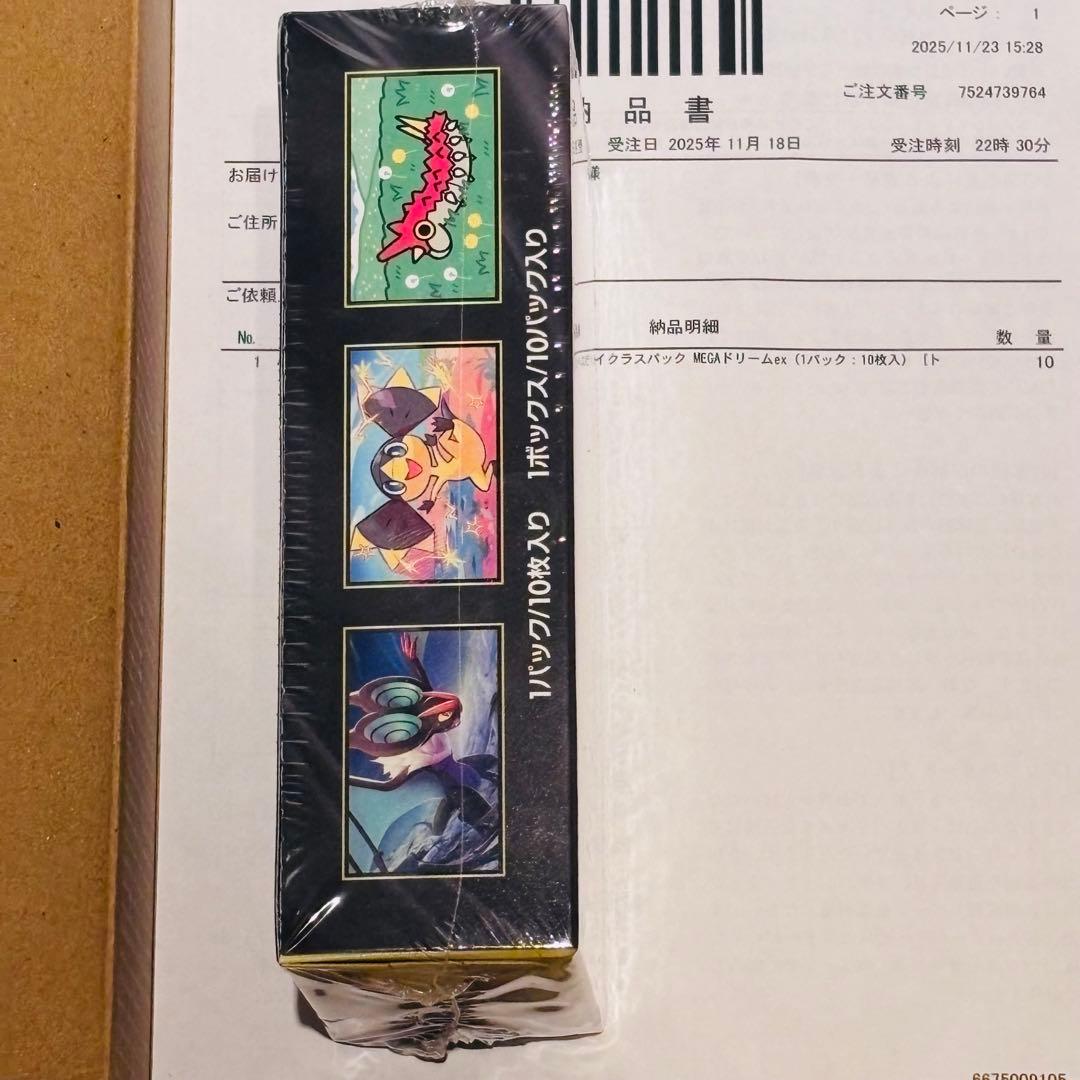 ページ： 1
2025/11/23 15:28
ご注文番号 7524739764
品 書
受注日 2025年 11月 18日 受注時刻 22時 30分
お届け
様
ご住所
ご依頼
納品明細
No. 数 量
1 イクラスパック MEGAドリームex（1パック：10枚入） [ト 10
1パック/10枚入り 1ボックス/10パック入り
6675009105